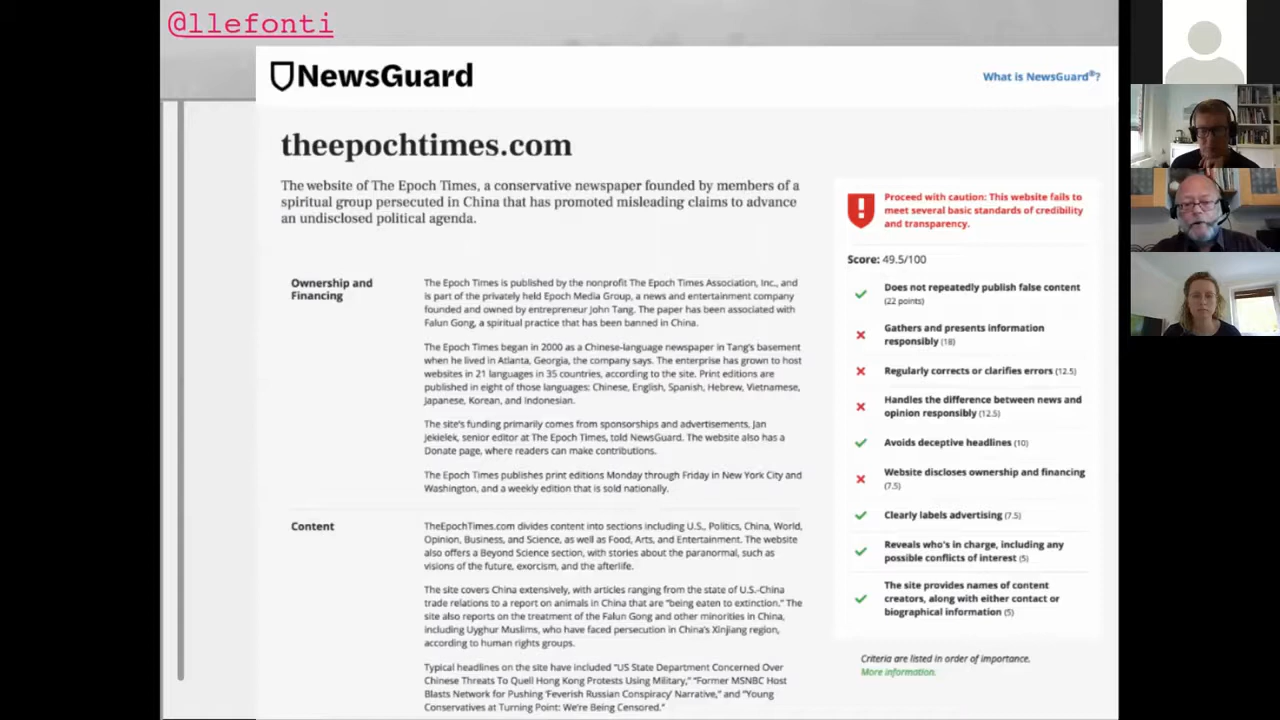 @llefonti
NewsGuard
What is NewsGuard®?
theepochtimes.com
The website of The Epoch Times, a conservative newspaper founded by members of a
spiritual group persecuted in China that has promoted misleading claims to advance
an undisclosed political agenda.
Ownership and
Financing
The Epoch Times is published by the nonprofit The Epoch Times Association, Inc., and
is part of the privately held Epoch Media Group, a news and entertainment company
founded and owned by entrepreneur John Tang. The paper has been associated with
Falun Gong, a spiritual practice that has been banned in China.
The Epoch Times began in 2000 as a Chinese-language newspaper in Tang's basement
when he lived in Atlanta, Georgia, the company says. The enterprise has grown to host
websites in 21 languages in 35 countries, according to the site. Print editions are
published in eight of those languages: Chinese, English, Spanish, Hebrew, Vietnamese,
Japanese, Korean, and Indonesian.
The site's funding primarily comes from sponsorships and advertisements, Jan
Jekielek, senior editor at The Epoch Times, told NewsGuard. The website also has a
Donate page, where readers can make contributions.
The Epoch Times publishes print editions Monday through Friday in New York City and
Washington, and a weekly edition that is sold nationally.
Content
TheEpochTimes.com divides content into sections including U.S., Politics, China, World,
Opinion, Business, and Science, as well as Food, Arts, and Entertainment. The website
also offers a Beyond Science section, with stories about the paranormal, such as
visions of the future, exorcism, and the afterlife.
The site covers China extensively, with articles ranging from the state of U.S.-China
trade relations to a report on animals in China that are "being eaten to extinction." The
site also reports on the treatment of the Falun Gong and other minorities in China,
including Uyghur Muslims, who have faced persecution in China's Xinjiang region,
according to human rights groups.
Typical headlines on the site have included "US State Department Concerned Over
Chinese Threats To Quell Hong Kong Protests Using Military," "Former MSNBC Host
Blasts Network for Pushing 'Feverish Russian Conspiracy' Narrative," and "Young
Conservatives at Turning Point: We're Being Censored."
Proceed with caution: This website fails to
meet several basic standards of credibility
and transparency.
Score: 49.5/100
Does not repeatedly publish false content
(22 points)
Gathers and presents information
responsibly (18)
Regularly corrects or clarifies errors (12.5)
Handles the difference between news and
opinion responsibly (12.5)
Avoids deceptive headlines (10)
Website discloses ownership and financing
(7.5)
Clearly labels advertising (7.5)
Reveals who's in charge, including any
possible conflicts of interest (5)
The site provides names of content
creators, along with either contact or
biographical information (5)
Criteria are listed in order of importance.
More information.